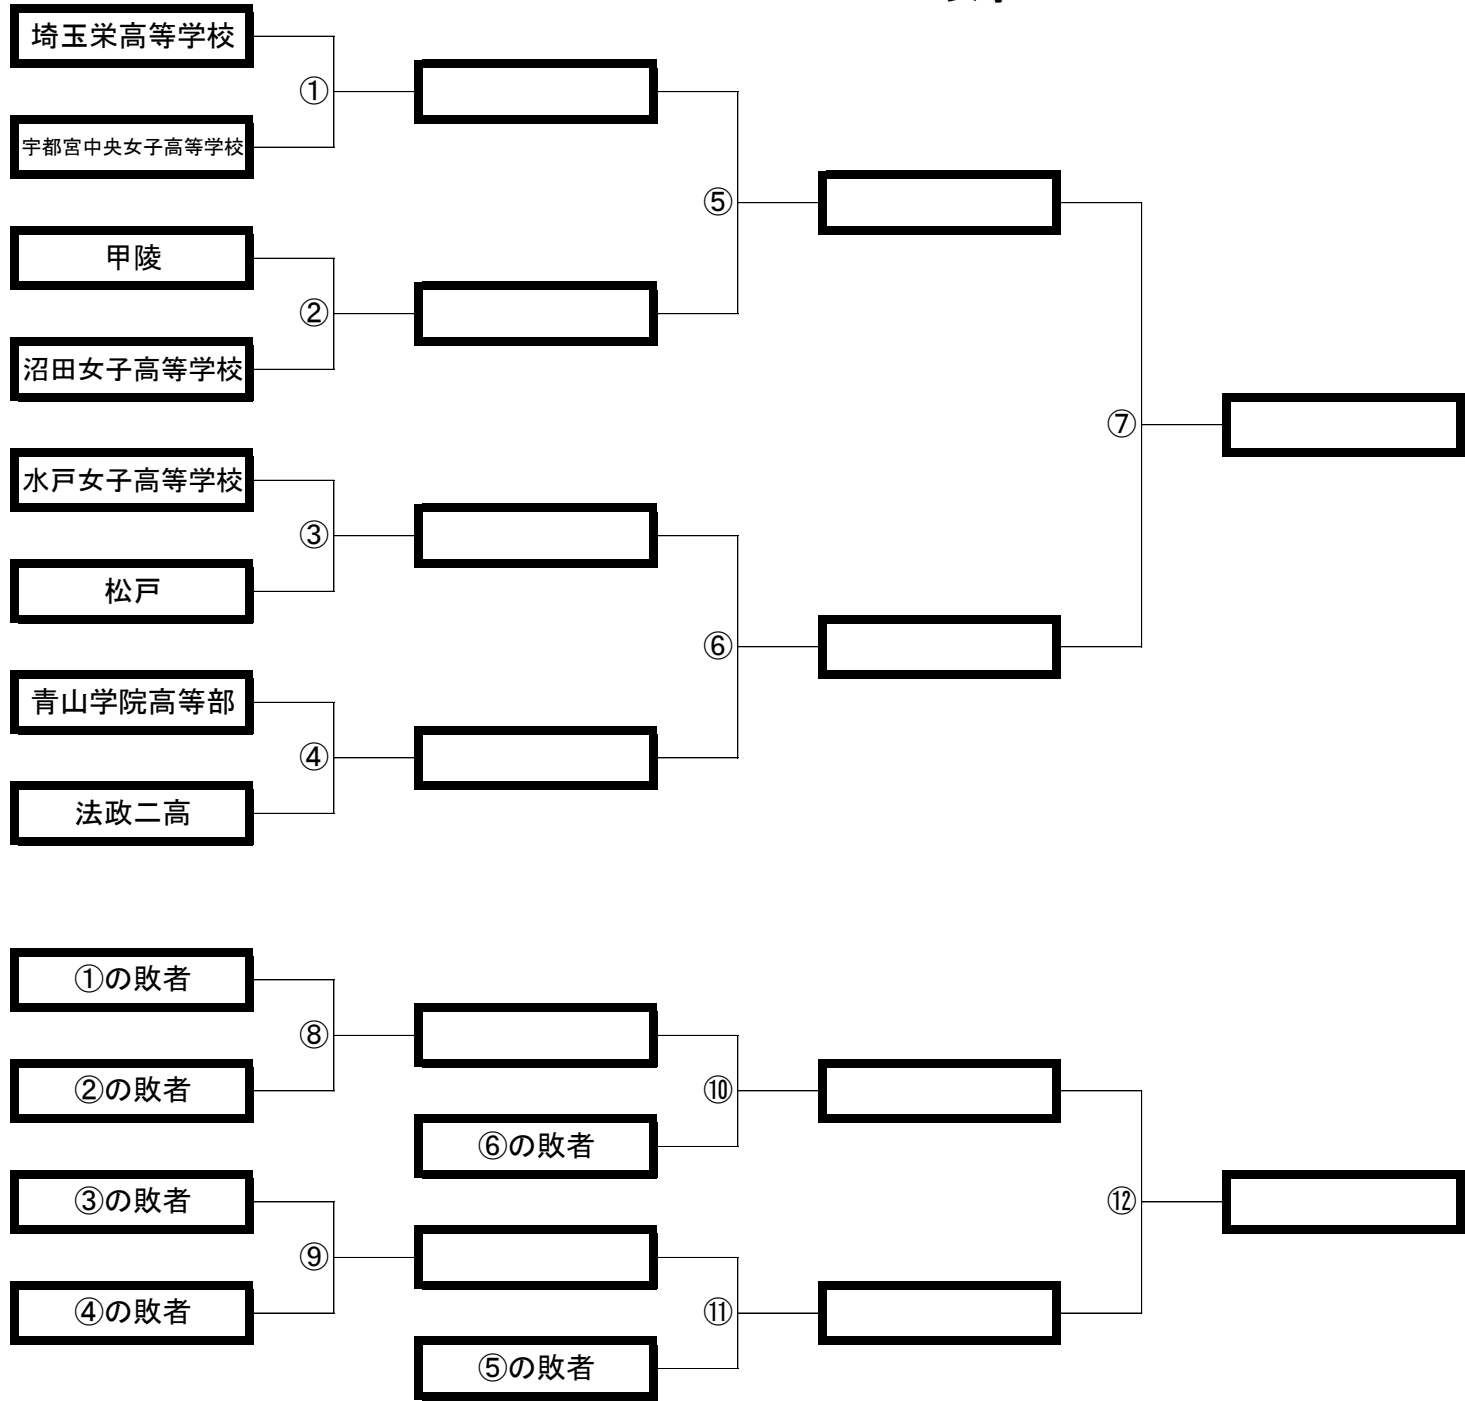 埼玉栄高等学校
①
宇都宮中央女子高等学校
⑤
甲陵
②
沼田女子高等学校
⑦
水戸女子高等学校
③
松戸
⑥
青山学院高等部
④
法政二高
①の敗者
⑧
②の敗者
⑩
⑥の敗者
③の敗者
⑫
⑨
④の敗者
⑪
⑤の敗者